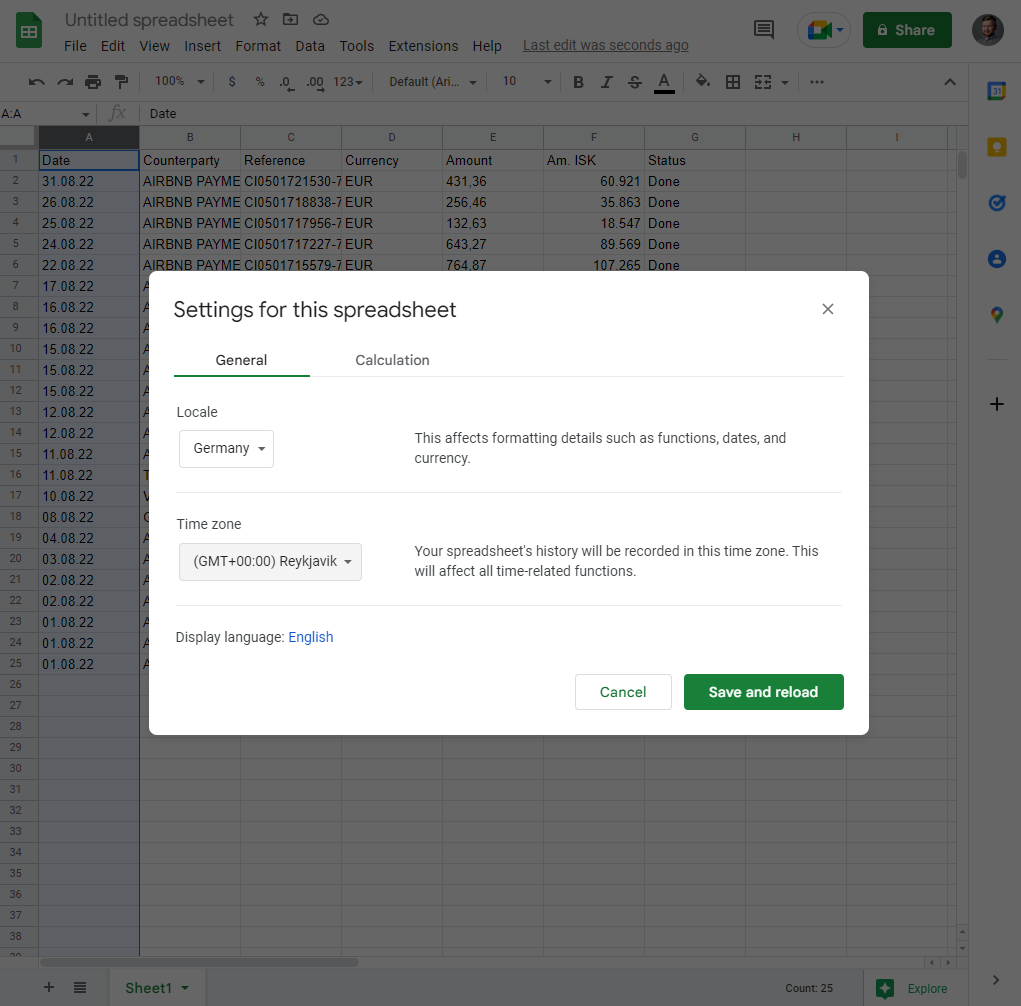 Untitled spreadsheet
File Edit View Insert Format Data Tools Extensions Help Last edit was seconds ago
Share
100% $ % .0 .00 123 Default (Ari... 10 B I S A
A:A fx Date
A B C D E F G H I
1 Date Counterparty Reference Currency Amount Am. ISK Status
2 31.08.22 AIRBNB PAYME CI0501721530-7 EUR 431,36 60.921 Done
3 26.08.22 AIRBNB PAYME CI0501718838-7 EUR 256,46 35.863 Done
4 25.08.22 AIRBNB PAYME CI0501717956-7 EUR 132,63 18.547 Done
5 24.08.22 AIRBNB PAYME CI0501717227-7 EUR 643,27 89.569 Done
6 22.08.22 AIRBNB PAYME CI0501715579-7 EUR 764,87 107.265 Done
7 17.08.22 A
8 16.08.22 A
9 16.08.22 A
10 15.08.22 A
11 15.08.22 A
12 15.08.22 A
13 12.08.22 A
14 12.08.22 A
15 11.08.22 A
16 11.08.22 T
17 10.08.22 V
18 08.08.22
19 04.08.22 A
20 03.08.22 A
21 02.08.22 A
22 02.08.22 A
23 01.08.22 A
24 01.08.22 A
25 01.08.22 A
26
27
28
29
30
31
32
33
34
35
36
37
38
Settings for this spreadsheet
General Calculation
Locale
Germany
This affects formatting details such as functions, dates, and
currency.
Time zone
(GMT+00:00) Reykjavik
Your spreadsheet's history will be recorded in this time zone. This
will affect all time-related functions.
Display language: English
Cancel Save and reload
31
Sheet1 Count: 25 Explore